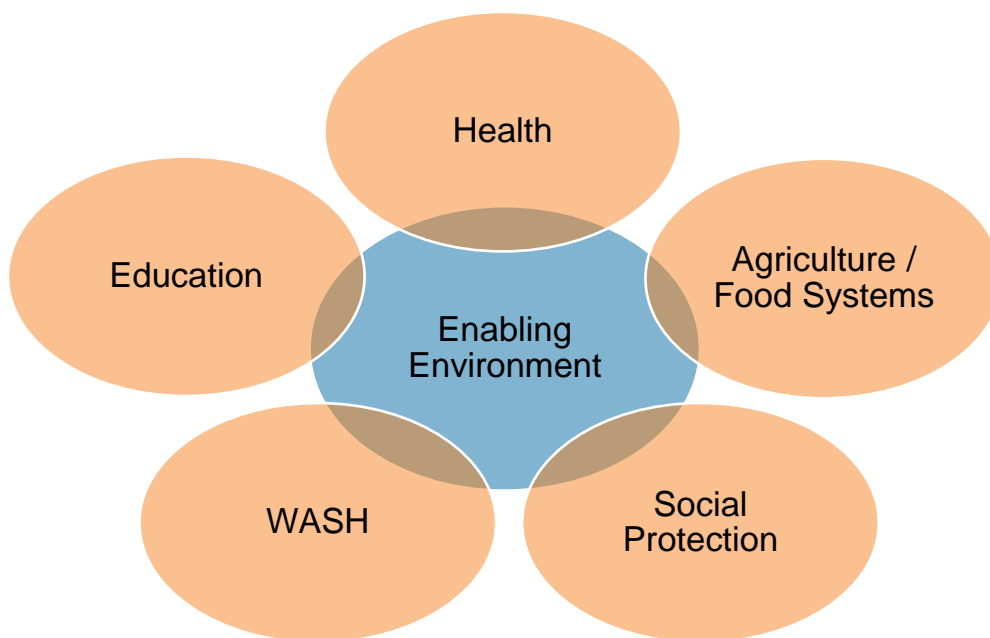 Health
Education
Agriculture /
Food Systems
Enabling
Environment
WASH
Social
Protection